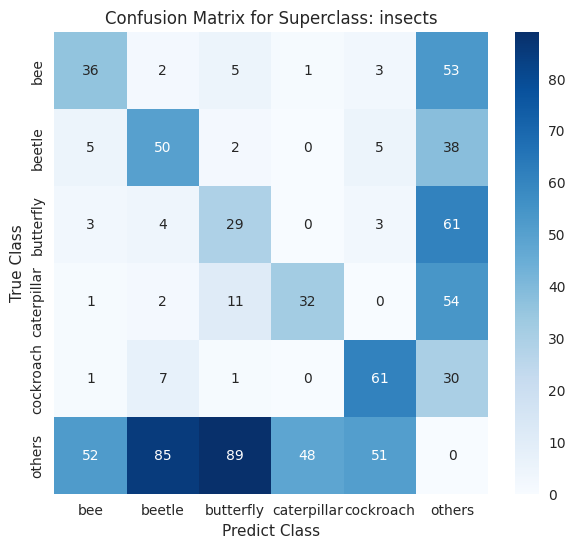 Confusion Matrix for Superclass: insects
True Class
bee 36 2 5 1 3 53
beetle 5 50 2 0 5 38
butterfly 3 4 29 0 3 61
caterpillar 1 2 11 32 0 54
cockroach 1 7 1 0 61 30
others 52 85 89 48 51 0
bee beetle butterfly caterpillar cockroach others
Predict Class
80
70
60
50
40
30
20
10
0